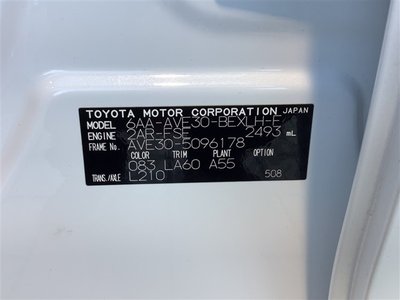 TOYOTA MOTOR CORPORATION JAPAN
MODEL 6AA-AVE30-BEXLH-E
ENGINE 2AR-FSE 2493 mL
FRAME No. AVE30-5096178
COLOR TRIM PLANT OPTION
083 LA60 A55
TRANS./AXLE L210 508